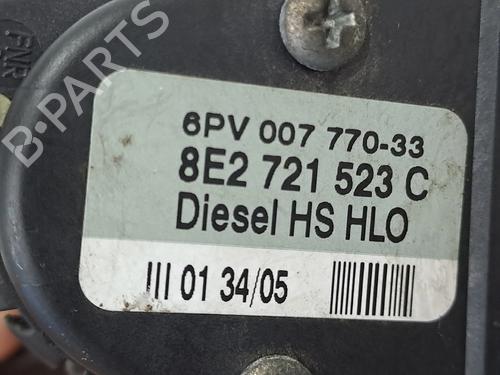 B-PARTS
6PV 007 770-33
8E2 721 523 C
Diesel HS HLO
III 01 34/05